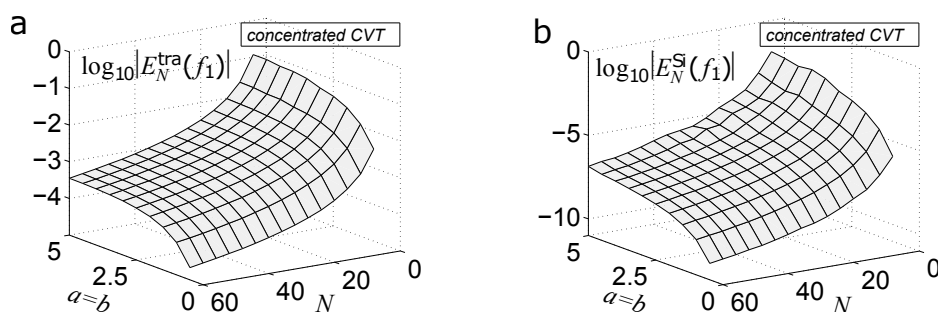 a
concentrated CVT
log₁₀|E_N^tra(f₁)|
0
−1
−2
−3
−4
5
2.5
0
a=b
60
40
20
0
N
b
concentrated CVT
log₁₀|E_N^Si(f₁)|
0
−5
−10
5
2.5
0
a=b
60
40
20
0
N